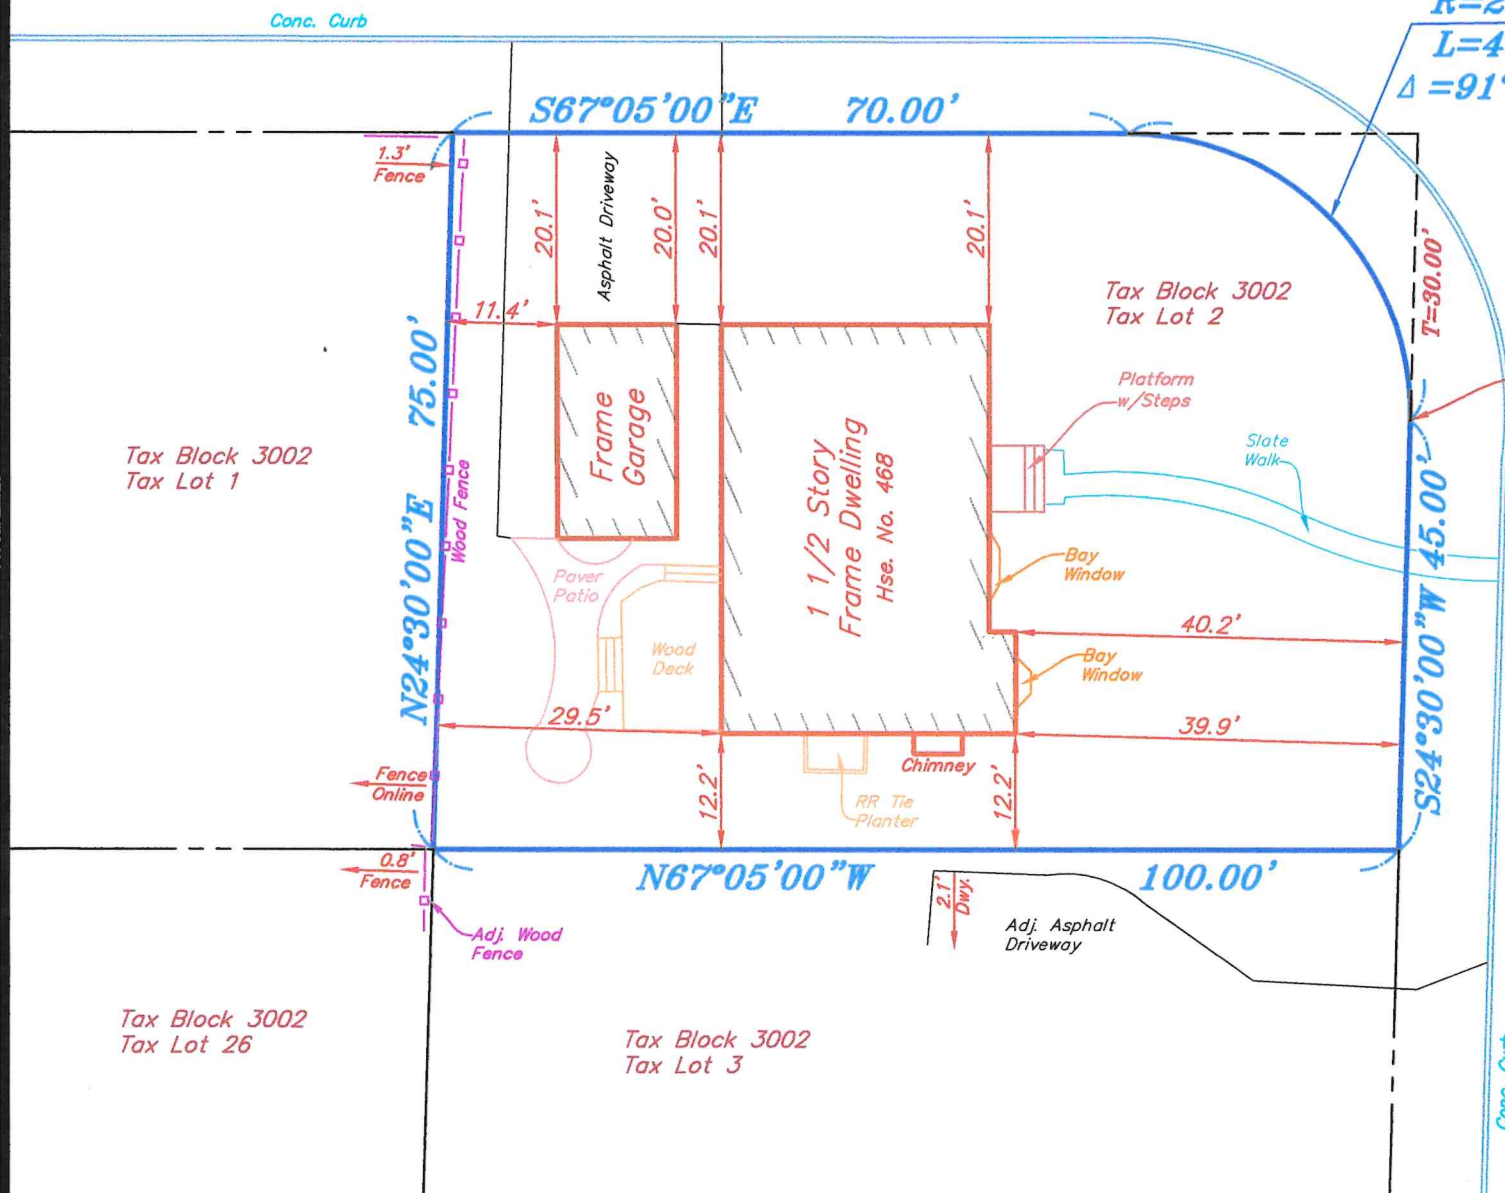 Conc. Curb
R=2
L=4
Δ =91°
S67°05'00"E 70.00'
1.3'
Fence
20.1'
Asphalt Driveway
20.0'
20.1'
20.1'
T=30.00'
11.4'
Tax Block 3002
Tax Lot 2
N24°30'00"E 75.00'
Frame
Garage
Platform
w/Steps
Slate
Walk
1 1/2 Story
Frame Dwelling
Hse. No. 468
Tax Block 3002
Tax Lot 1
Wood Fence
S24°30'00"W 45.00'
Paver
Patio
Bay
Window
40.2'
Wood
Deck
Bay
Window
29.5'
39.9'
Fence
Online
12.2'
Chimney
12.2'
RR Tie
Planter
0.8'
Fence
N67°05'00"W 100.00'
2.1'
Dwy.
Adj. Wood
Fence
Adj. Asphalt
Driveway
Tax Block 3002
Tax Lot 26
Tax Block 3002
Tax Lot 3
Conc. Curb